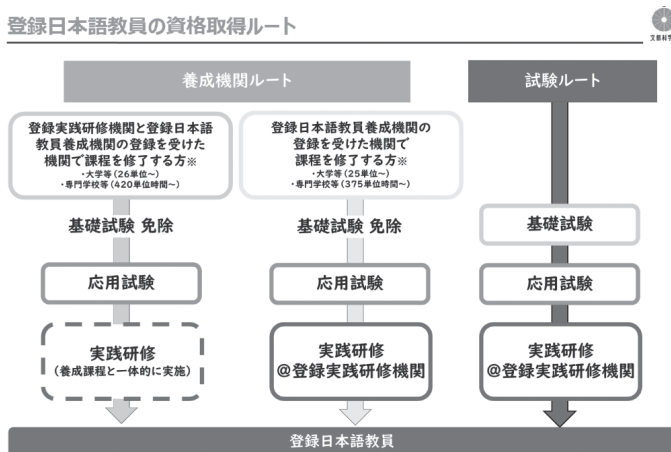 登録日本語教員の資格取得ルート
文部科学
養成機関ルート
試験ルート
登録実践研修機関と登録日本語
教員養成機関の登録を受けた
機関で課程を修了する方※
・大学等(26単位~)
・専門学校等(420単位時間~)
登録日本語教員養成機関の
登録を受けた機関で
課程を修了する方※
・大学等(25単位~)
・専門学校等(375単位時間~)
基礎試験 免除
基礎試験 免除
基礎試験
応用試験
応用試験
応用試験
実践研修
(養成課程と一体的に実施)
実践研修
@登録実践研修機関
実践研修
@登録実践研修機関
登録日本語教員